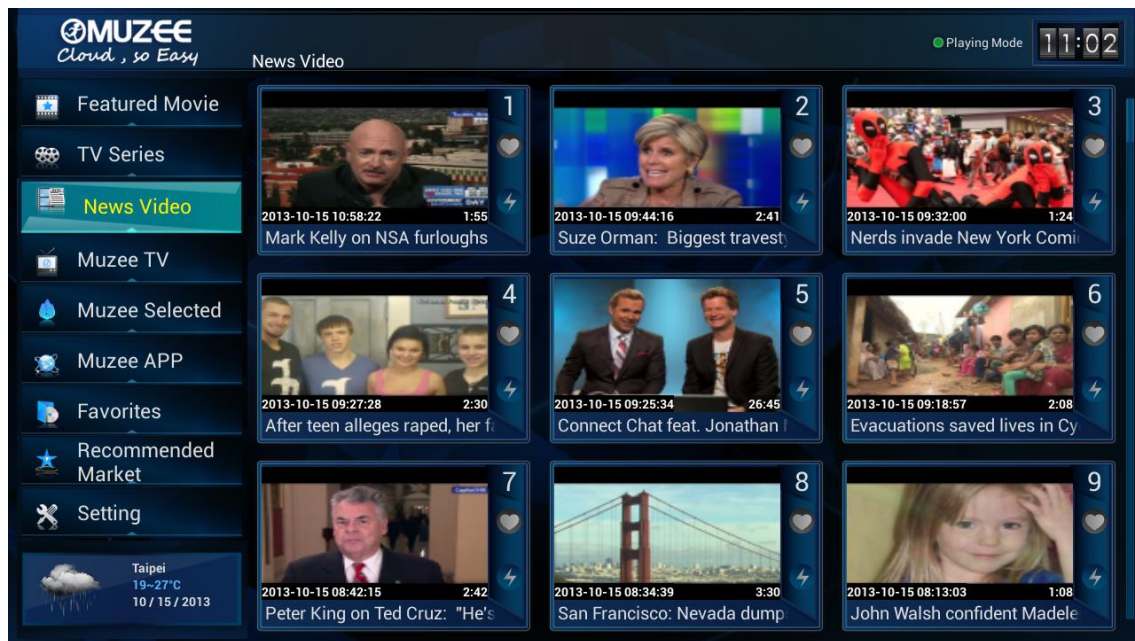 OMUZEE
Cloud , so Easy
News Video
Playing Mode
11:02
Featured Movie
TV Series
News Video
Muzee TV
Muzee Selected
Muzee APP
Favorites
Recommended
Market
Setting
Taipei
19~27°C
10 / 15 / 2013
1
2013-10-15 10:58:22 1:55
Mark Kelly on NSA furloughs
2
2013-10-15 09:44:16 2:41
Suze Orman: Biggest travesty
3
2013-10-15 09:32:00 1:24
Nerds invade New York Comi
4
2013-10-15 09:27:28 2:30
After teen alleges raped, her fa
5
2013-10-15 09:25:34 26:45
Connect Chat feat. Jonathan
6
2013-10-15 09:18:57 2:08
Evacuations saved lives in Cy
7
2013-10-15 08:42:15 2:42
Peter King on Ted Cruz: "He's
8
2013-10-15 08:34:39 3:30
San Francisco: Nevada dump
9
2013-10-15 08:13:03 1:08
John Walsh confident Madele